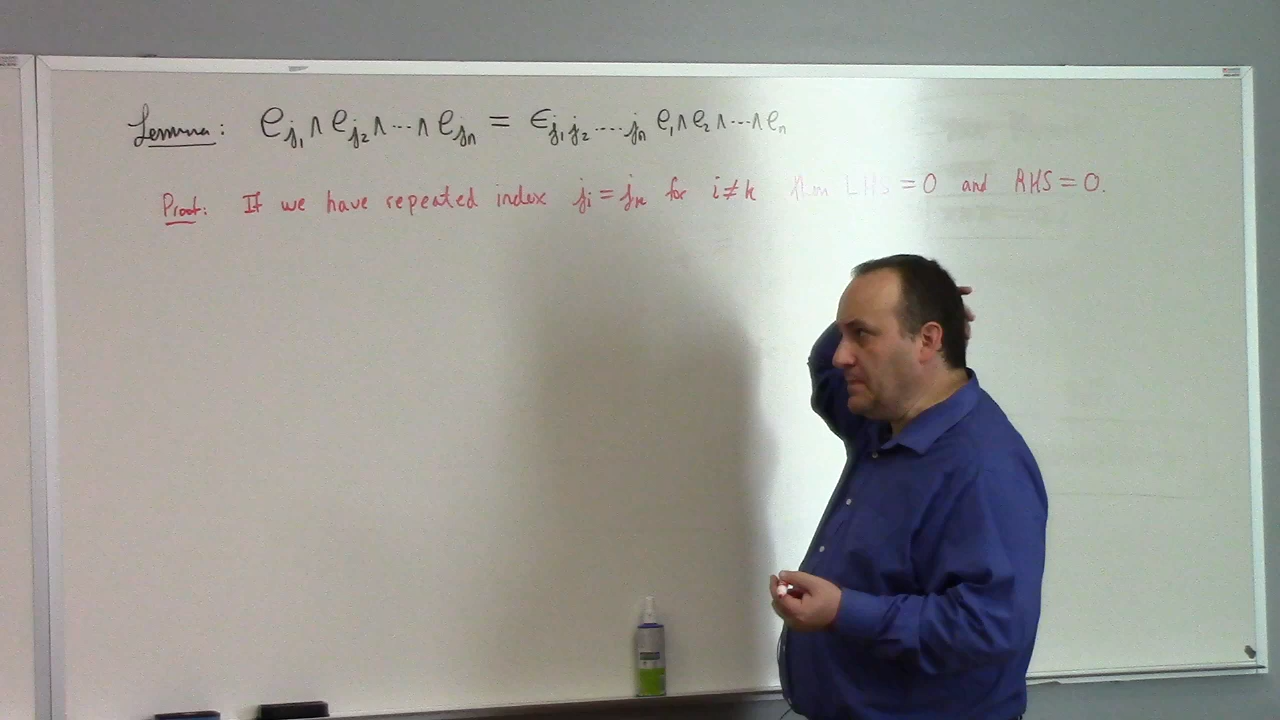 Lemma: e_{j_1} ∧ e_{j_2} ∧ ⋯ ∧ e_{j_n} = ϵ_{j_1 j_2 ⋯ j_n} e_1 ∧ e_2 ∧ ⋯ ∧ e_n
Proof: If we have repeated index j_i = j_k for i ≠ k then LHS = 0 and RHS = 0.